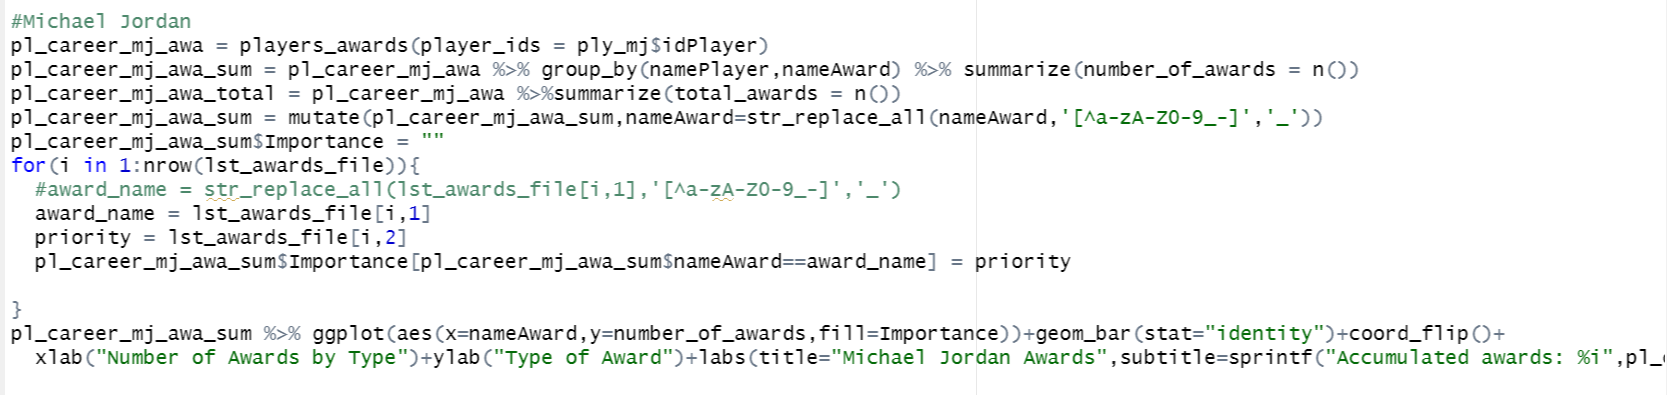 #Michael Jordan
pl_career_mj_awa = players_awards(player_ids = ply_mj$idPlayer)
pl_career_mj_awa_sum = pl_career_mj_awa %>% group_by(namePlayer,nameAward) %>% summarize(number_of_awards = n())
pl_career_mj_awa_total = pl_career_mj_awa %>%summarize(total_awards = n())
pl_career_mj_awa_sum = mutate(pl_career_mj_awa_sum,nameAward=str_replace_all(nameAward,'[^a-zA-Z0-9_-]','_'))
pl_career_mj_awa_sum$Importance = ""
for(i in 1:nrow(lst_awards_file)){
  #award_name = str_replace_all(lst_awards_file[i,1],'[^a-zA-Z0-9_-]','_')
  award_name = lst_awards_file[i,1]
  priority = lst_awards_file[i,2]
  pl_career_mj_awa_sum$Importance[pl_career_mj_awa_sum$nameAward==award_name] = priority
}
pl_career_mj_awa_sum %>% ggplot(aes(x=nameAward,y=number_of_awards,fill=Importance))+geom_bar(stat="identity")+coord_flip()+
  xlab("Number of Awards by Type")+ylab("Type of Award")+labs(title="Michael Jordan Awards",subtitle=sprintf("Accumulated awards: %i",pl_